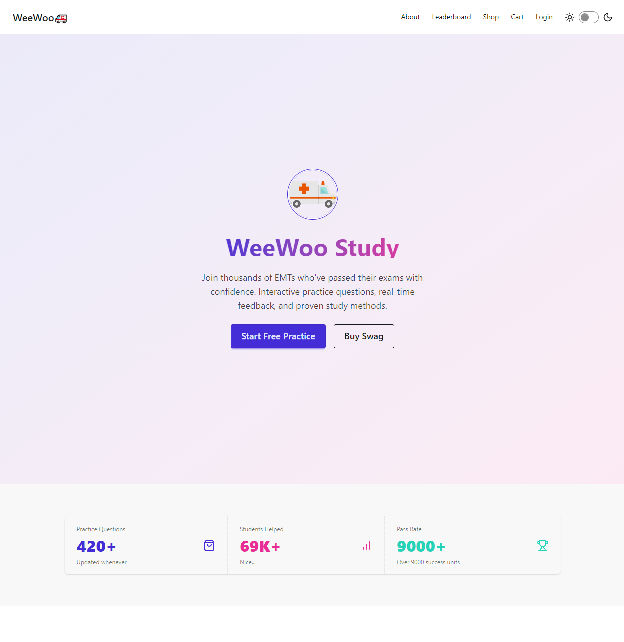 WeeWoo
About Leaderboard Shop Cart Login
WeeWoo Study
Join thousands of EMTs who've passed their exams with
confidence. Interactive practice questions, real-time
feedback, and proven study methods.
Start Free Practice Buy Swag
Practice Questions
420+
Updated whenever
Students Helped
69K+
Nice.
Pass Rate
9000+
Over 9000 success units